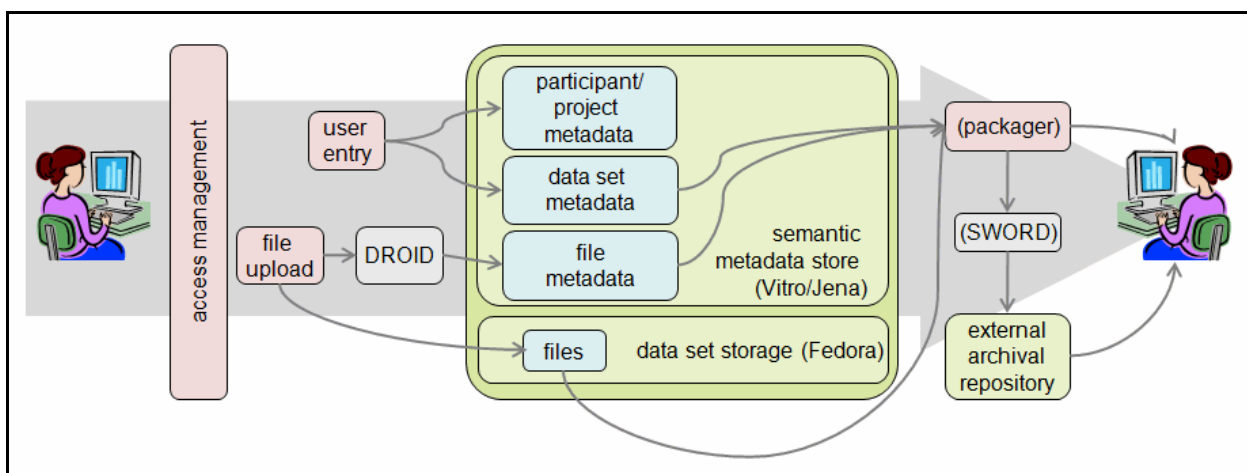 access management
user
entry
file
upload
DROID
participant/
project
metadata
data set
metadata
file
metadata
semantic
metadata store
(Vitro/Jena)
files
data set storage (Fedora)
(packager)
(SWORD)
external
archival
repository